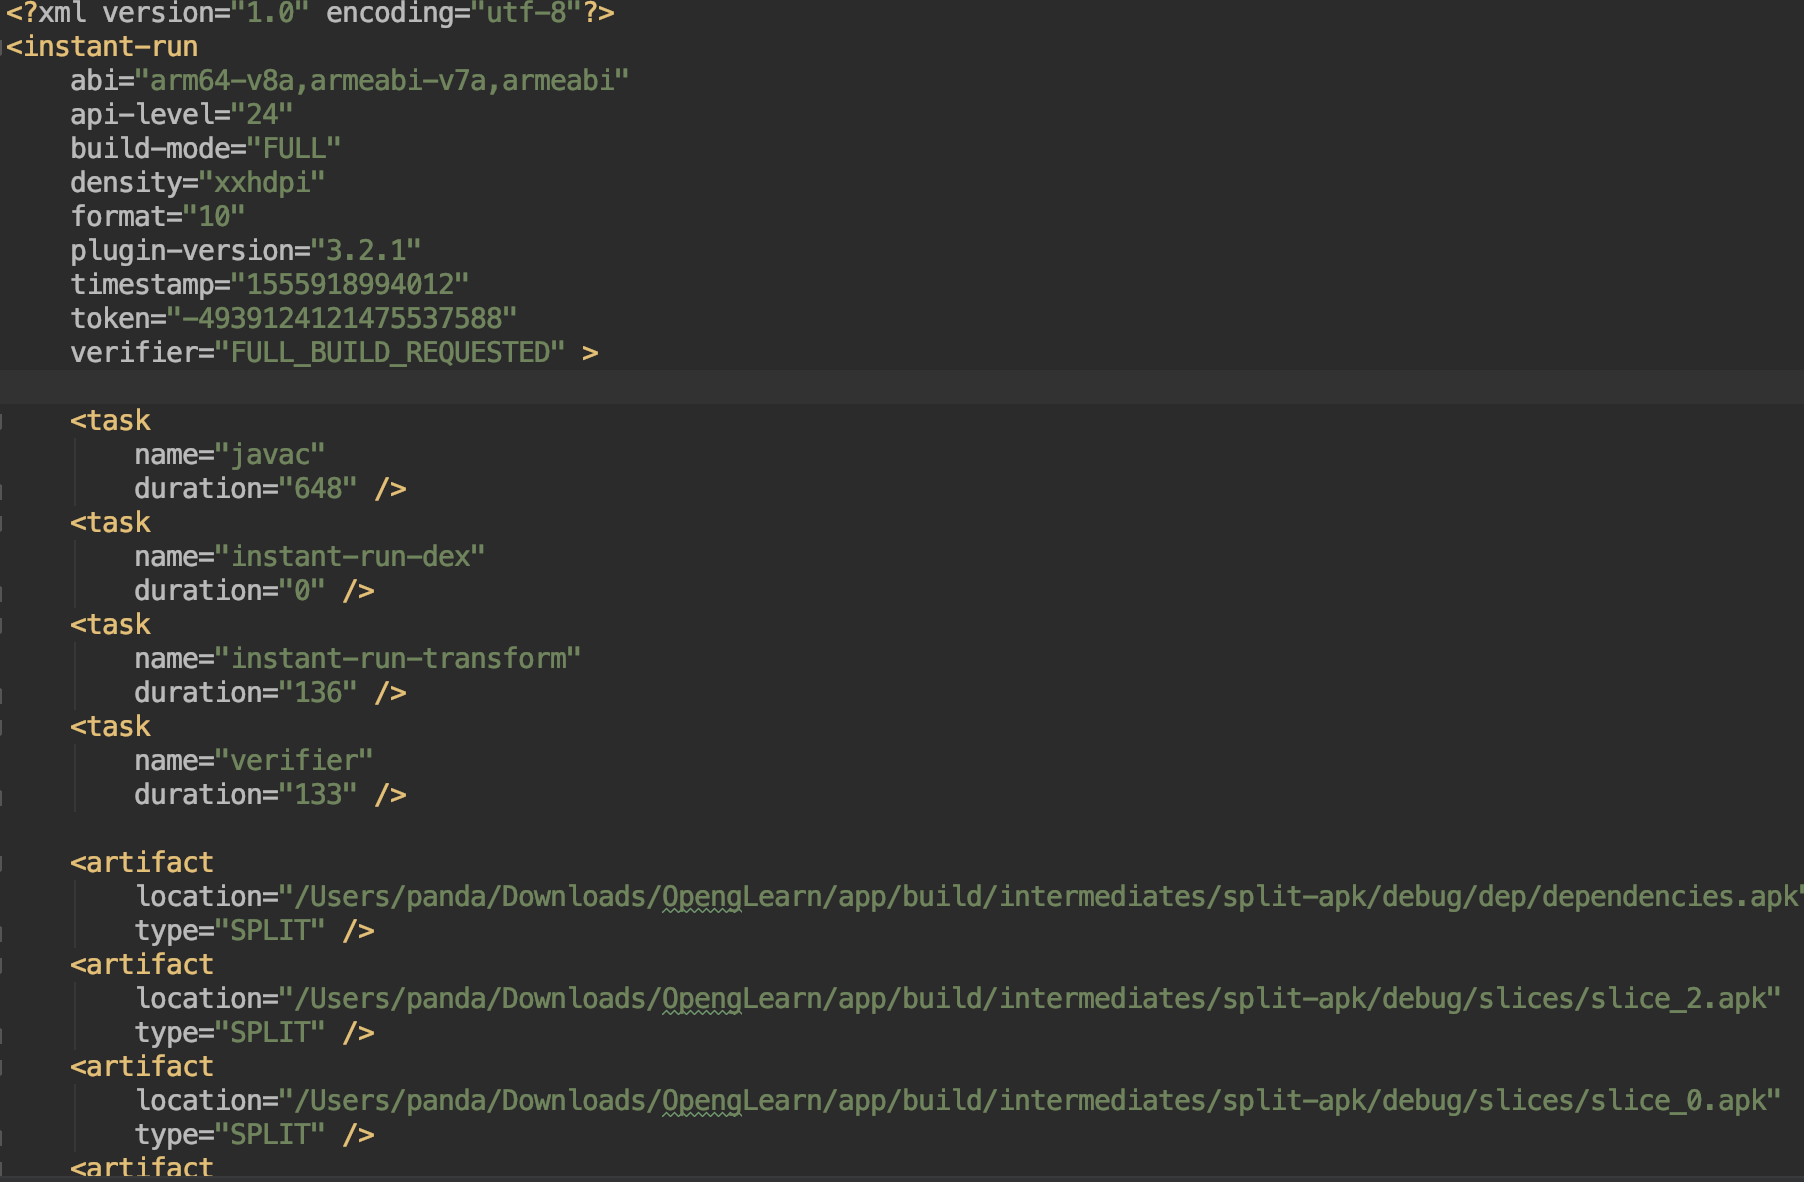 <?xml version="1.0" encoding="utf-8"?>
<instant-run
abi="arm64-v8a,armeabi-v7a,armeabi"
api-level="24"
build-mode="FULL"
density="xxhdpi"
format="10"
plugin-version="3.2.1"
timestamp="1555918994012"
token="-4939124121475537588"
verifier="FULL_BUILD_REQUESTED" >
<task
name="javac"
duration="648" />
<task
name="instant-run-dex"
duration="0" />
<task
name="instant-run-transform"
duration="136" />
<task
name="verifier"
duration="133" />
<artifact
location="/Users/panda/Downloads/OpengLearn/app/build/intermediates/split-apk/debug/dep/dependencies.apk"
type="SPLIT" />
<artifact
location="/Users/panda/Downloads/OpengLearn/app/build/intermediates/split-apk/debug/slices/slice_2.apk"
type="SPLIT" />
<artifact
location="/Users/panda/Downloads/OpengLearn/app/build/intermediates/split-apk/debug/slices/slice_0.apk"
type="SPLIT" />
<artifact